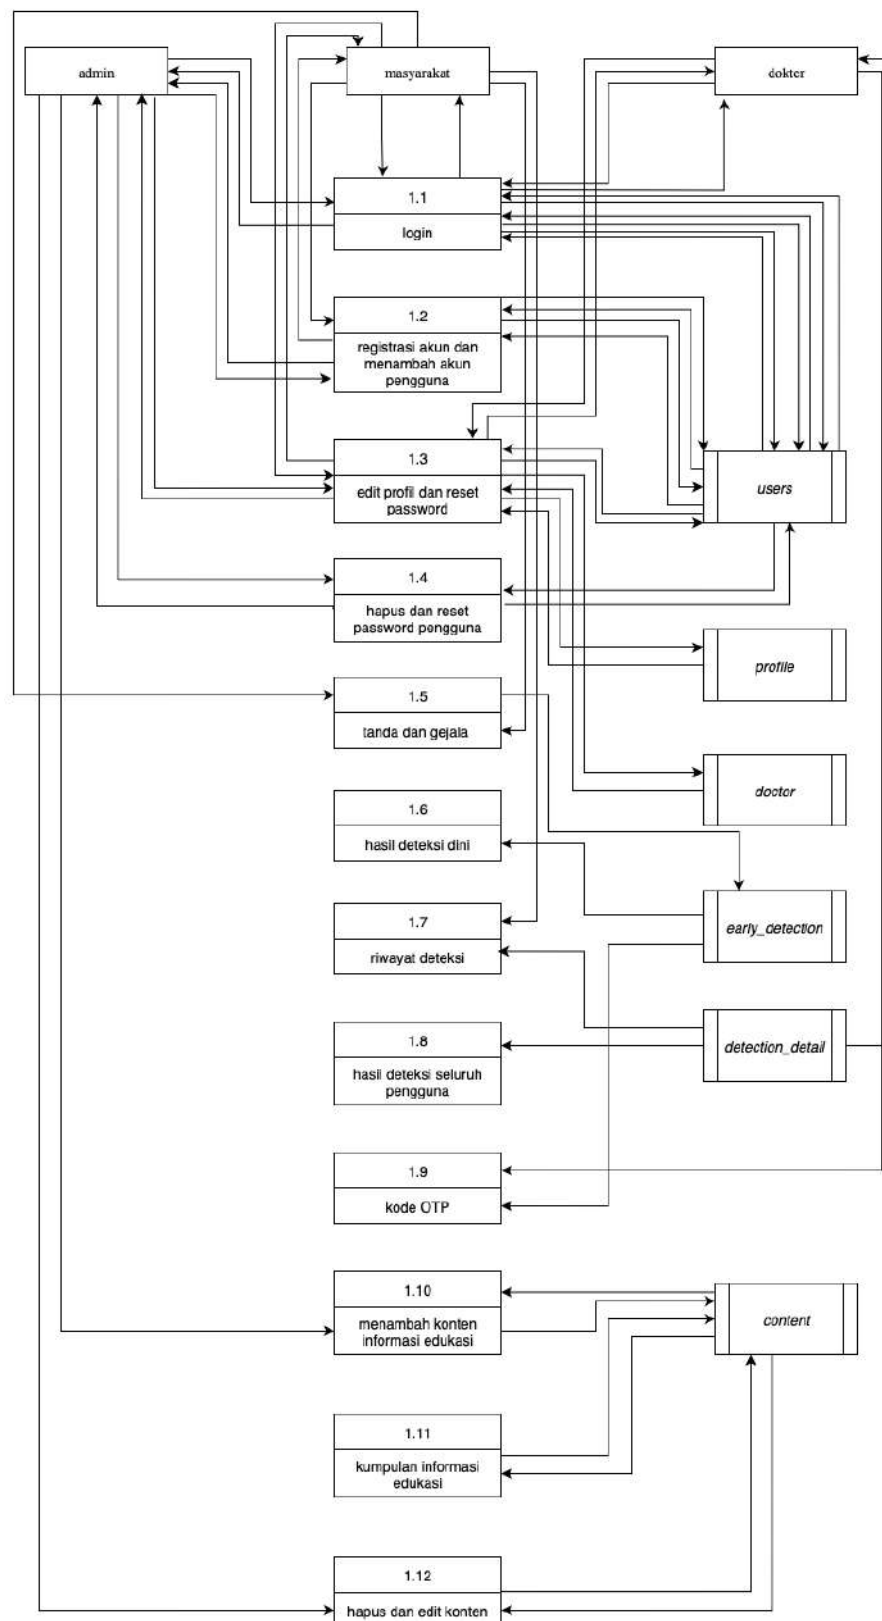 admin
masyarakat
dokter
1.1
login
1.2
registrasi akun dan
menambah akun
pengguna
1.3
edit profil dan reset
password
users
1.4
hapus dan reset
password pengguna
profile
1.5
tanda dan gejala
doctor
1.6
hasil deteksi dini
early_detection
1.7
riwayat deteksi
detection_detail
1.8
hasil deteksi seluruh
pengguna
1.9
kode OTP
1.10
menambah konten
informasi edukasi
content
1.11
kumpulan informasi
edukasi
1.12
hapus dan edit konten